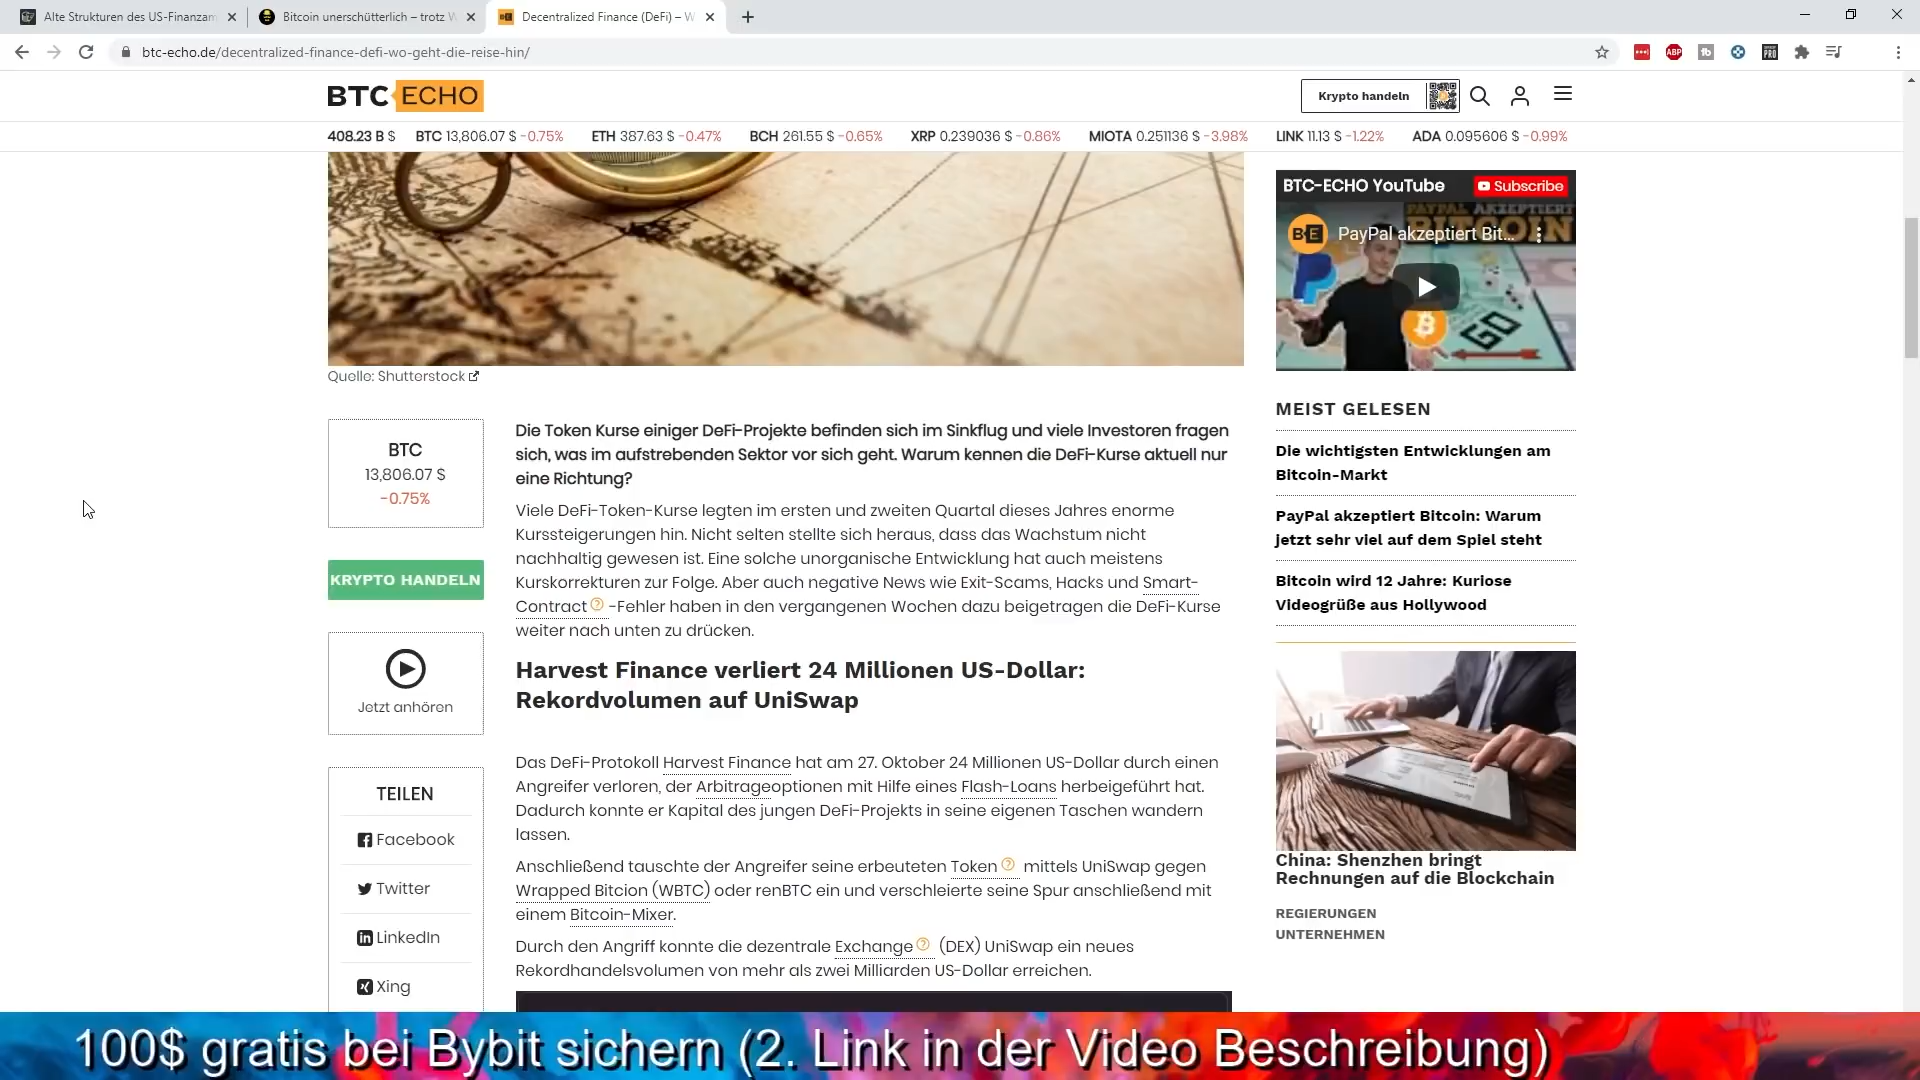 Alte Strukturen des US-Finanzam
Bitcoin unerschütterlich – trotz W
Decentralized Finance (DeFi) – W
btc-echo.de/decentralized-finance-defi-wo-geht-die-reise-hin/
ABP
PRO
BTC ECHO
Krypto handeln
408.23 B $ BTC 13,806.07 $ -0.75% ETH 387.63 $ -0.47% BCH 261.55 $ -0.65% XRP 0.239036 $ -0.86% MIOTA 0.251136 $ -3.98% LINK 11.13 $ -1.22% ADA 0.095606 $ -0.99%
Quelle: Shutterstock
BTC
13,806.07 $
-0.75%
KRYPTO HANDELN
Jetzt anhören
TEILEN
Facebook
Twitter
LinkedIn
Xing
Die Token Kurse einiger DeFi-Projekte befinden sich im Sinkflug und viele Investoren fragen
sich, was im aufstrebenden Sektor vor sich geht. Warum kennen die DeFi-Kurse aktuell nur
eine Richtung?
Viele DeFi-Token-Kurse legten im ersten und zweiten Quartal dieses Jahres enorme
Kurssteigerungen hin. Nicht selten stellte sich heraus, dass das Wachstum nicht
nachhaltig gewesen ist. Eine solche unorganische Entwicklung hat auch meistens
Kurskorrekturen zur Folge. Aber auch negative News wie Exit-Scams, Hacks und Smart-
Contract -Fehler haben in den vergangenen Wochen dazu beigetragen die DeFi-Kurse
weiter nach unten zu drücken.
Harvest Finance verliert 24 Millionen US-Dollar:
Rekordvolumen auf UniSwap
Das DeFi-Protokoll Harvest Finance hat am 27. Oktober 24 Millionen US-Dollar durch einen
Angreifer verloren, der Arbitrageoptionen mit Hilfe eines Flash-Loans herbeigeführt hat.
Dadurch konnte er Kapital des jungen DeFi-Projekts in seine eigenen Taschen wandern
lassen.
Anschließend tauschte der Angreifer seine erbeuteten Token mittels UniSwap gegen
Wrapped Bitcion (WBTC) oder renBTC ein und verschleierte seine Spur anschließend mit
einem Bitcoin-Mixer.
Durch den Angriff konnte die dezentrale Exchange (DEX) UniSwap ein neues
Rekordhandelsvolumen von mehr als zwei Milliarden US-Dollar erreichen.
BTC-ECHO YouTube
Subscribe
PAYPAL AKZEPTIERT
BITCOIN
B-E
PayPal akzeptiert Bit...
GO
MEIST GELESEN
Die wichtigsten Entwicklungen am
Bitcoin-Markt
PayPal akzeptiert Bitcoin: Warum
jetzt sehr viel auf dem Spiel steht
Bitcoin wird 12 Jahre: Kuriose
Videogrüße aus Hollywood
China: Shenzhen bringt
Rechnungen auf die Blockchain
REGIERUNGEN
UNTERNEHMEN
100$ gratis bei Bybit sichern (2. Link in der Video Beschreibung)